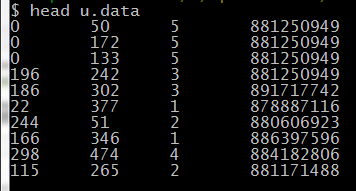 $ head u.data
0 50 5 881250949
0 172 5 881250949
0 133 5 881250949
196 242 3 881250949
186 302 3 891717742
22 377 1 878887116
244 51 2 880606923
166 346 1 886397596
298 474 4 884182806
115 265 2 881171488